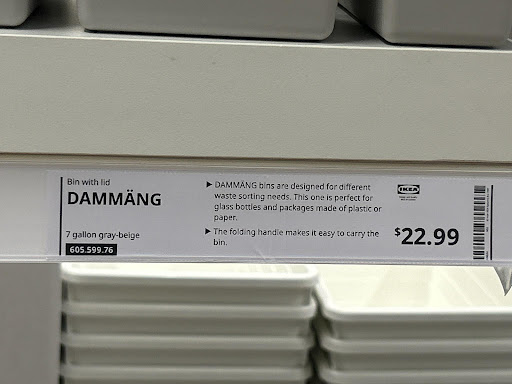 Bin with lid
DAMMÄNG
7 gallon gray-beige
605.599.76
▶ DAMMÄNG bins are designed for different
waste sorting needs. This one is perfect for
glass bottles and packages made of plastic or
paper.
▶ The folding handle makes it easy to carry the
bin.
IKEA
$22.99